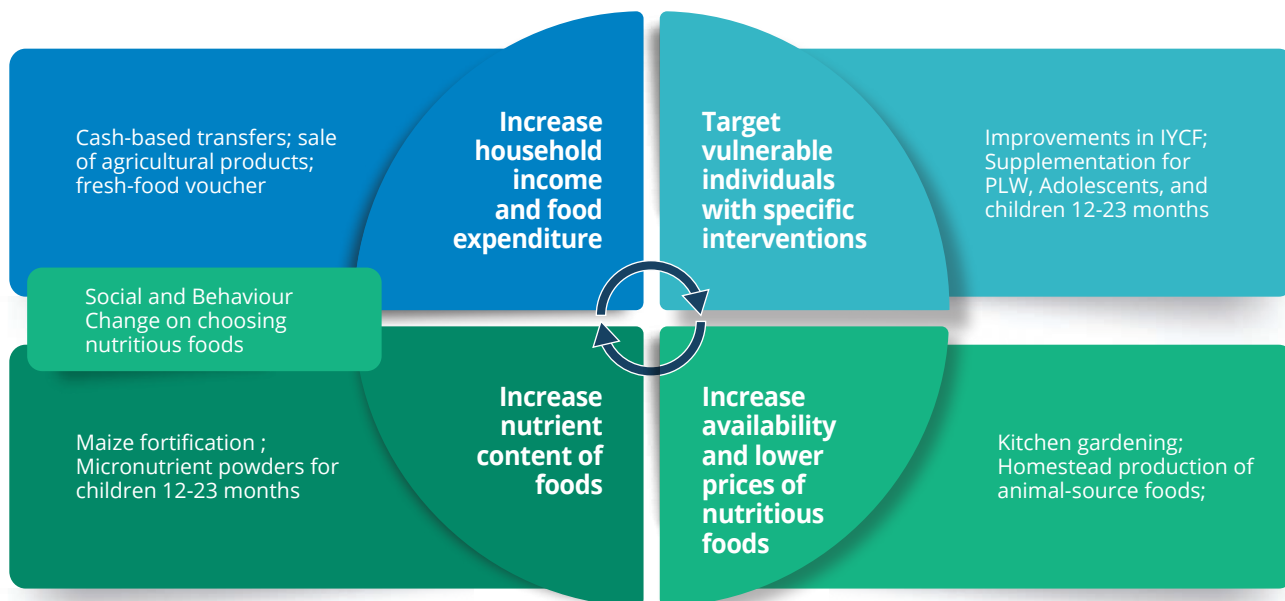 Cash-based transfers; sale
of agricultural products;
fresh-food voucher
Increase
household
income
and food
expenditure
Target
vulnerable
individuals
with specific
interventions
Improvements in IYCF;
Supplementation for
PLW, Adolescents, and
children 12-23 months
Social and Behaviour
Change on choosing
nutritious foods
Maize fortification ;
Micronutrient powders for
children 12-23 months
Increase
nutrient
content of
foods
Increase
availability
and lower
prices of
nutritious
foods
Kitchen gardening;
Homestead production of
animal-source foods;